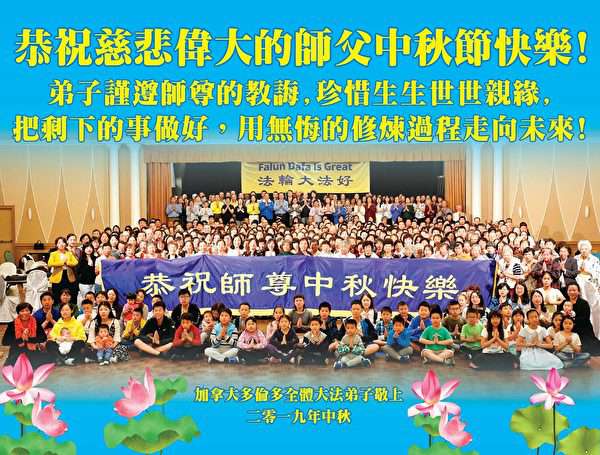 恭祝慈悲偉大的師父中秋節快樂!
弟子謹遵師尊的教誨,珍惜生生世世親緣,
把剩下的事做好,用無悔的修煉過程走向未來!
Falun Dafa is Great
法輪大法好
恭祝師尊中秋快樂
加拿大多倫多全體大法弟子敬上
二零一九年中秋